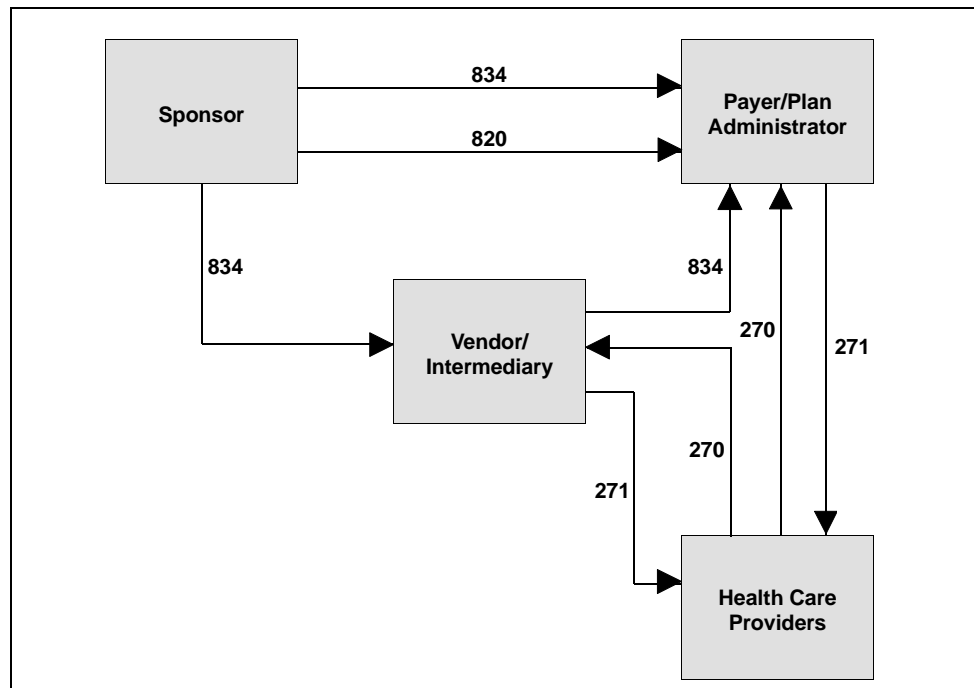 834
Sponsor
Payer/Plan
Administrator
820
834
834
Vendor/
Intermediary
270
271
270
271
Health Care
Providers